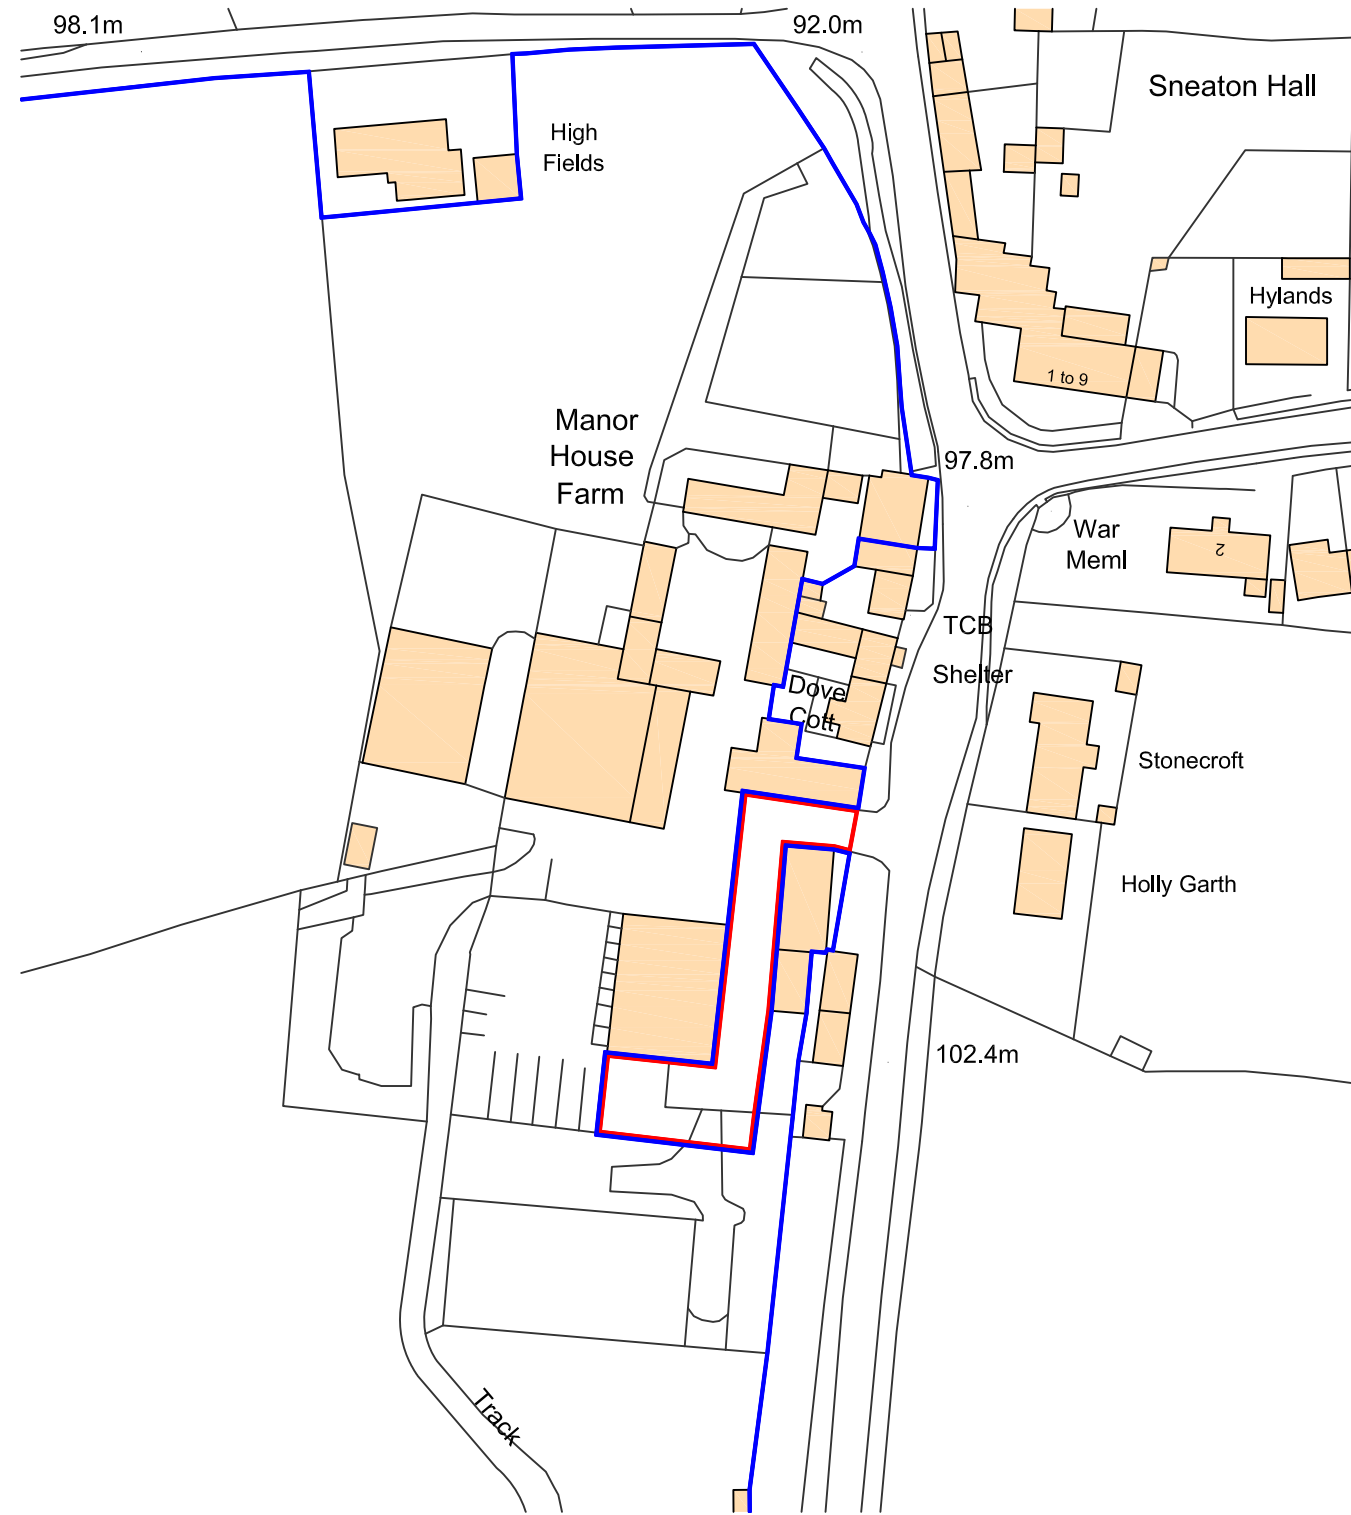 98.1m
92.0m
Sneaton Hall
High
Fields
Hylands
1 to 9
Manor
House
Farm
97.8m
War
Meml
2
TCB
Shelter
Dove
Cott
Stonecroft
Holly Garth
102.4m
Track